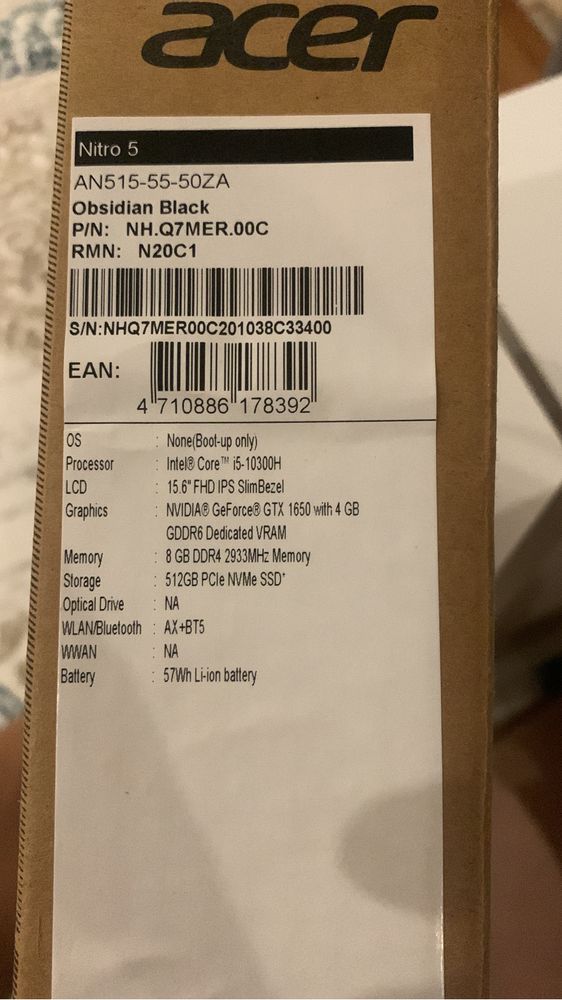 acer
Nitro 5
AN515-55-50ZA
Obsidian Black
P/N: NH.Q7MER.00C
RMN: N20C1
S/N:NHQ7MER00C201038C33400
EAN:
4 710886 178392
OS : None(Boot-up only)
Processor : Intel® Core™ i5-10300H
LCD : 15.6" FHD IPS SlimBezel
Graphics : NVIDIA® GeForce® GTX 1650 with 4 GB
GDDR6 Dedicated VRAM
Memory : 8 GB DDR4 2933MHz Memory
Storage : 512GB PCIe NVMe SSD*
Optical Drive : NA
WLAN/Bluetooth : AX+BT5
WWAN : NA
Battery : 57Wh Li-ion battery